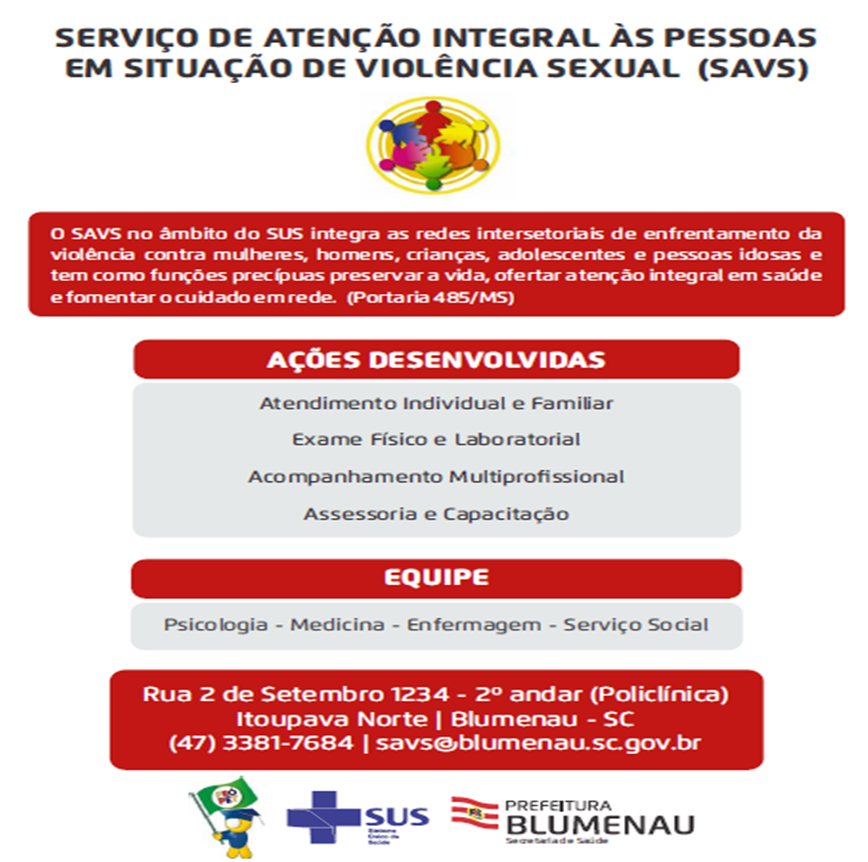 SERVIÇO DE ATENÇÃO INTEGRAL ÀS PESSOAS
EM SITUAÇÃO DE VIOLÊNCIA SEXUAL (SAVS)
O SAVS no âmbito do SUS integra as redes intersetoriais de enfrentamento da
violência contra mulheres, homens, crianças, adolescentes e pessoas idosas e
tem como funções precípuas preservar a vida, ofertar atenção integral em saúde
e fomentar o cuidado em rede. (Portaria 485/MS)
AÇÕES DESENVOLVIDAS
Atendimento Individual e Familiar
Exame Físico e Laboratorial
Acompanhamento Multiprofissional
Assessoria e Capacitação
EQUIPE
Psicologia - Medicina - Enfermagem - Serviço Social
Rua 2 de Setembro 1234 - 2º andar (Policlínica)
Itoupava Norte | Blumenau - SC
(47) 3381-7684 | savs@blumenau.sc.gov.br
PRÓ
PET
SUS
Sistema
Único de
Saúde
PREFEITURA
BLUMENAU
Secretaria de Saúde